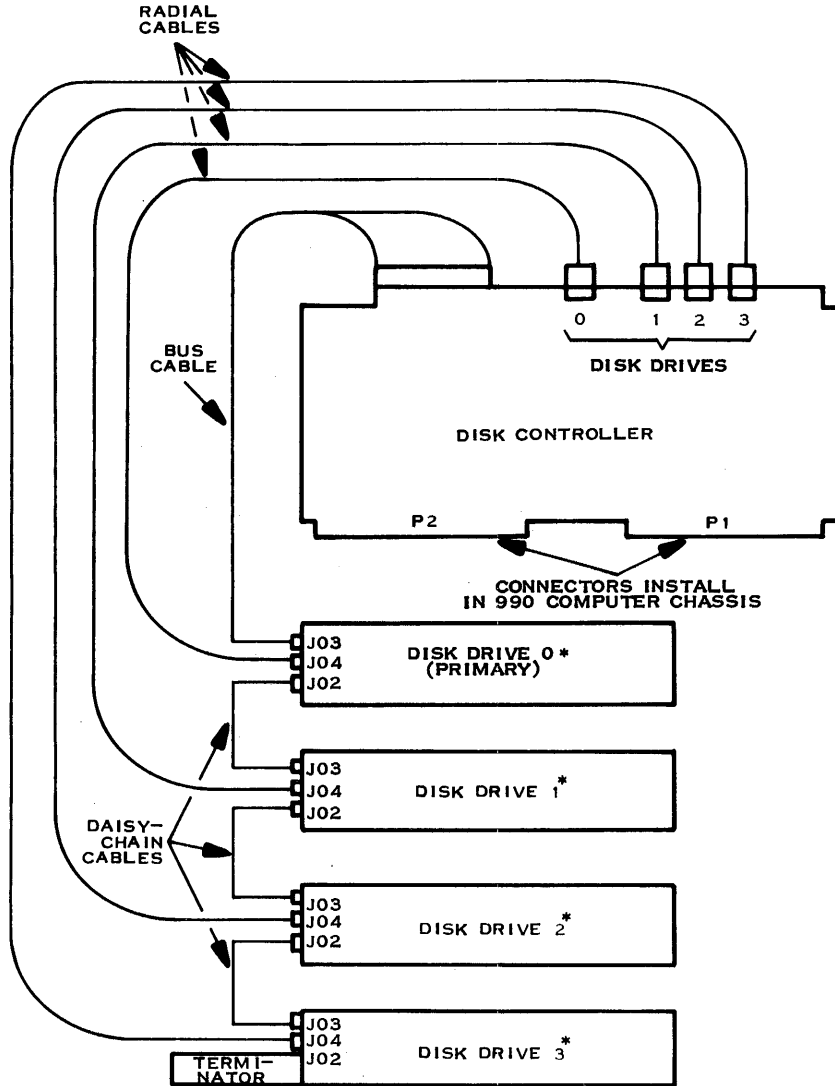 RADIAL
CABLES
0 1 2 3
DISK DRIVES
BUS
CABLE
DISK CONTROLLER
P2 P1
CONNECTORS INSTALL
IN 990 COMPUTER CHASSIS
J03
J04
J02
DISK DRIVE 0*
(PRIMARY)
J03
J04
J02
DISK DRIVE 1*
DAISY-
CHAIN
CABLES
J03
J04
J02
DISK DRIVE 2*
J03
J04
J02
DISK DRIVE 3*
TERMI-
NATOR